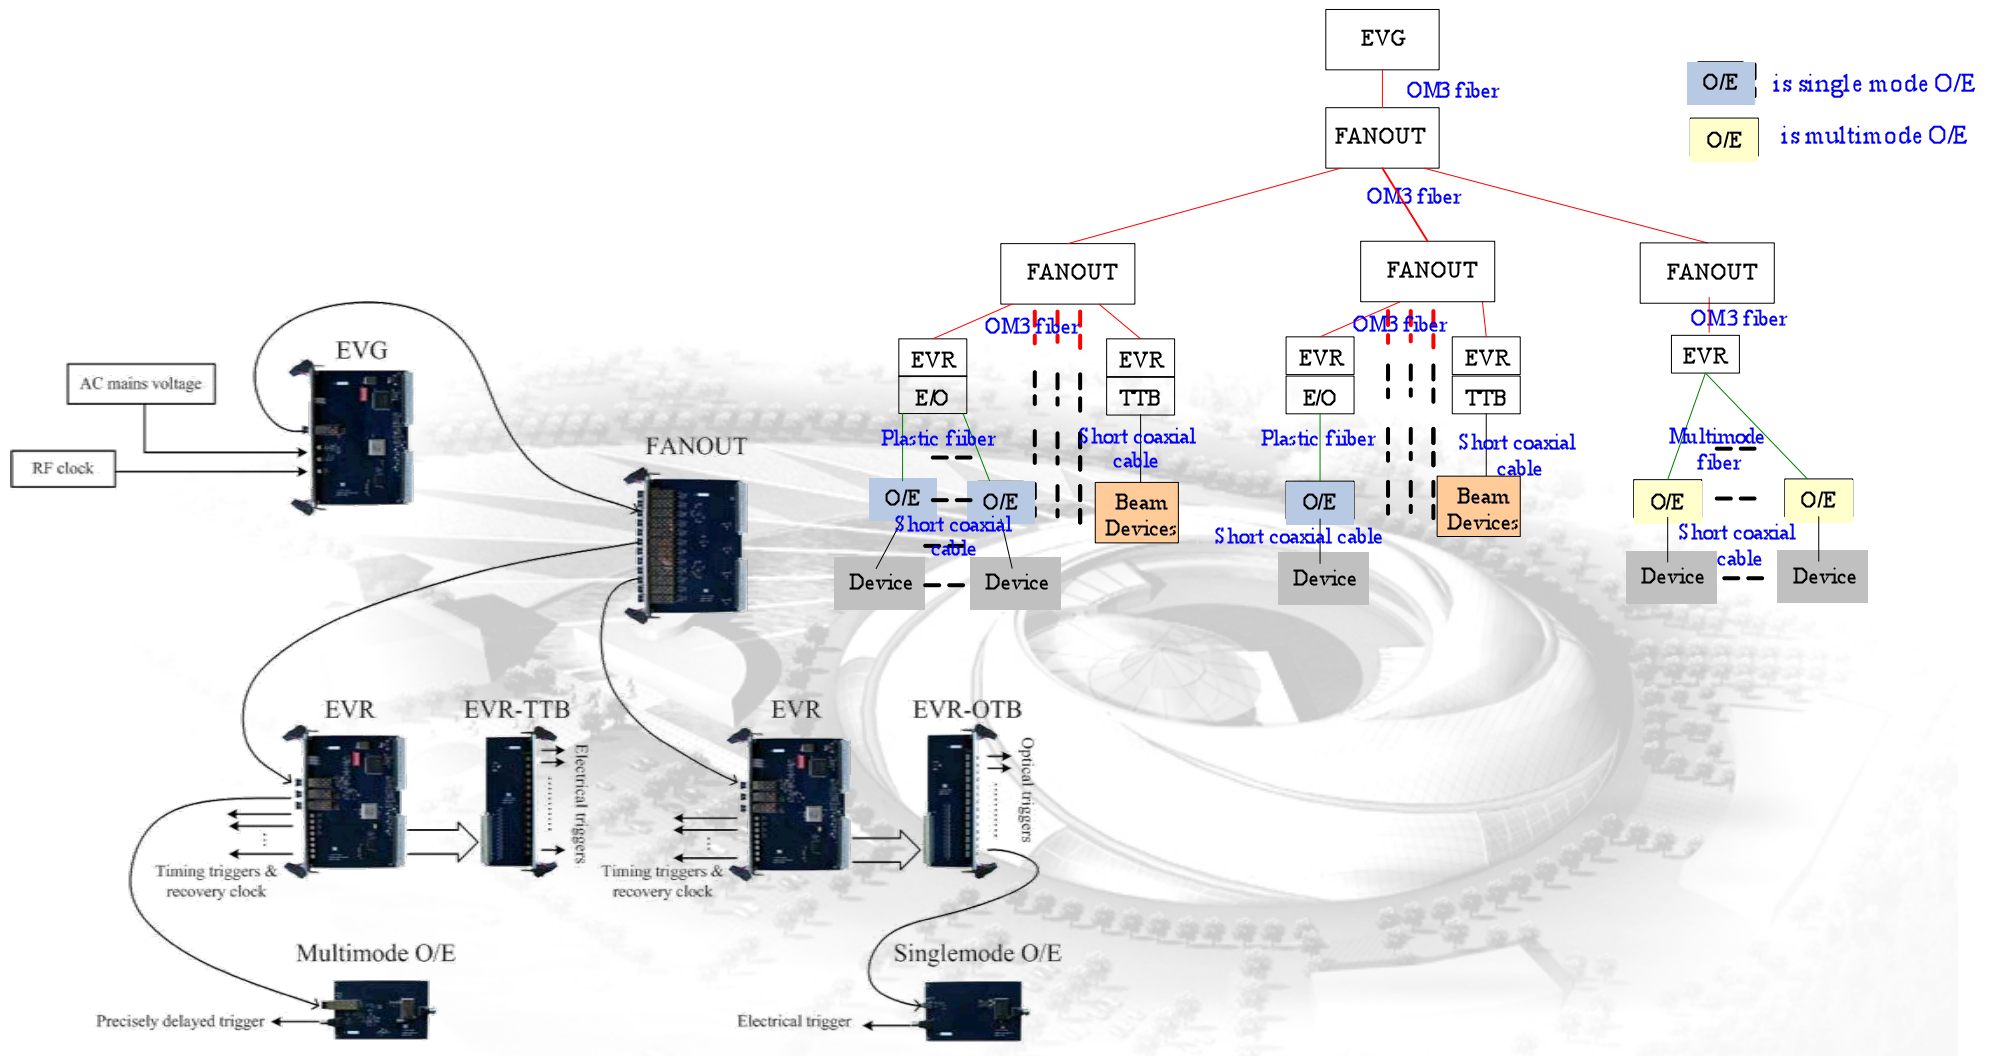 EVG
OM3 fiber
FANOUT
OM3 fiber
O/E
is single mode O/E
O/E
is multimode O/E
FANOUT
FANOUT
FANOUT
OM3 fiber
OM3 fiber
OM3 fiber
EVR
E/O
EVR
TTB
EVR
E/O
EVR
TTB
EVR
Plastic fiiber
Short coaxial
cable
Plastic fiiber
Short coaxial
cable
Multimode
fiber
O/E
O/E
Beam
Devices
O/E
Beam
Devices
O/E
O/E
Short coaxial
cable
Short coaxial cable
Short coaxial
cable
Device
Device
Device
Device
Device
EVG
AC mains voltage
RF clock
FANOUT
EVR
EVR-TTB
Electrical triggers
Timing triggers &
recovery clock
EVR
EVR-OTB
Optical triggers
Timing triggers &
recovery clock
Multimode O/E
Precisely delayed trigger
Singlemode O/E
Electrical trigger